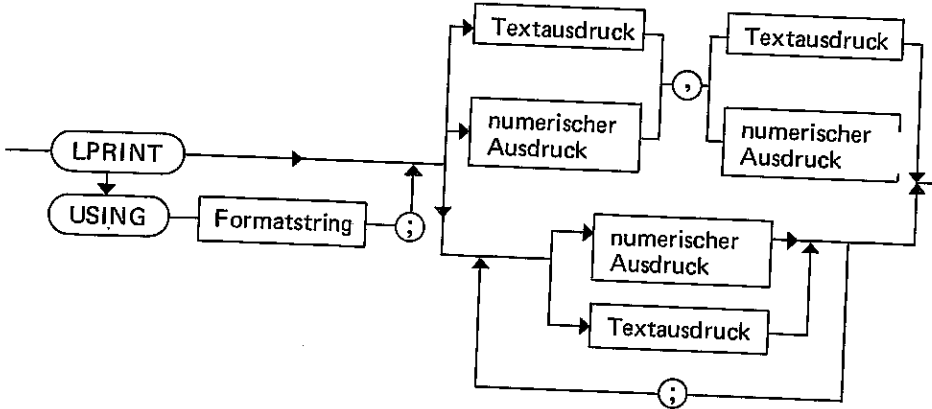 Textausdruck
Textausdruck
,
numerischer
Ausdruck
numerischer
Ausdruck
LPRINT
USING
Formatstring
;
numerischer
Ausdruck
Textausdruck
;